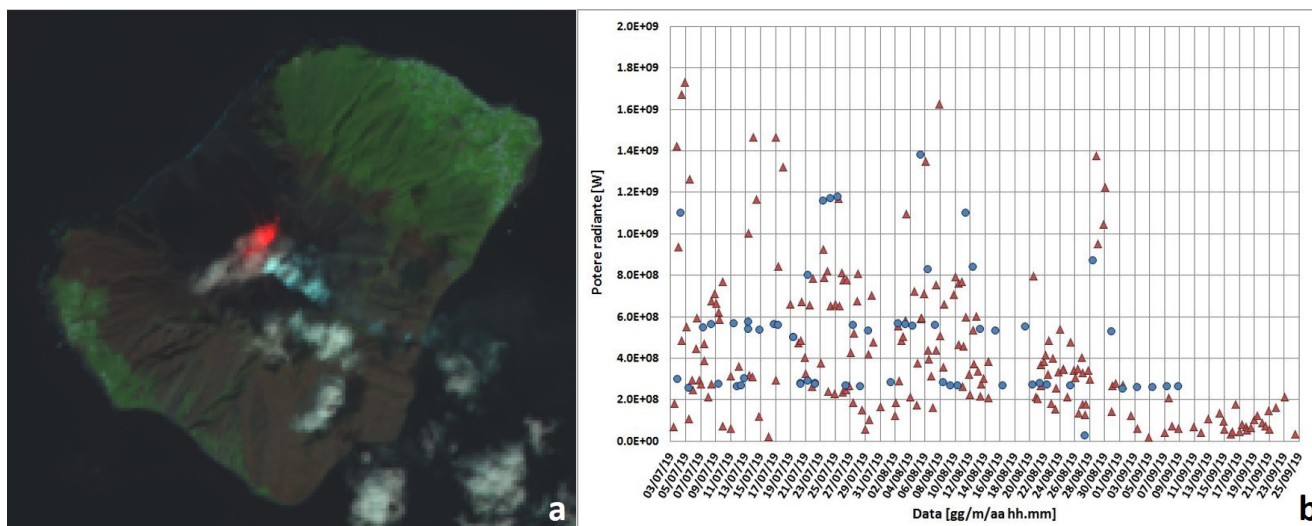 a
2.0E+09
1.8E+09
1.6E+09
1.4E+09
1.2E+09
1.0E+09
8.0E+08
6.0E+08
4.0E+08
2.0E+08
0.0E+00
Potere radiante[W]
03/07/19
05/07/19
07/07/19
09/07/19
11/07/19
13/07/19
15/07/19
17/07/19
19/07/19
21/07/19
23/07/19
25/07/19
27/07/19
29/07/19
31/07/19
02/08/19
04/08/19
06/08/19
08/08/19
10/08/19
12/08/19
14/08/19
16/08/19
18/08/19
20/08/19
22/08/19
24/08/19
26/08/19
28/08/19
30/08/19
01/09/19
03/09/19
05/09/19
07/09/19
09/09/19
11/09/19
13/09/19
15/09/19
17/09/19
19/09/19
21/09/19
23/09/19
25/09/19
Data [gg/m/aa hh.mm]
b